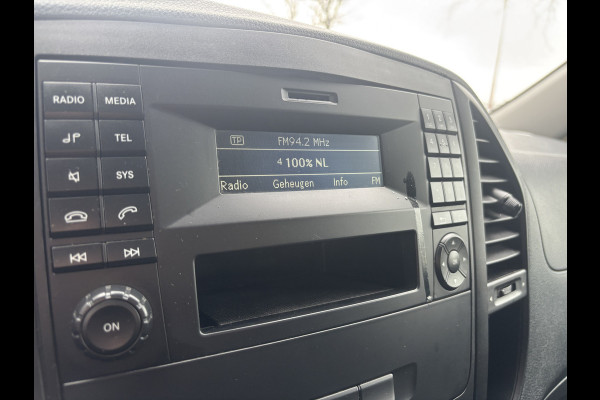 RADIO MEDIA
TEL
SYS
ON
TP FM94.2 MHz
4 100% NL
Radio Geheugen Info FM